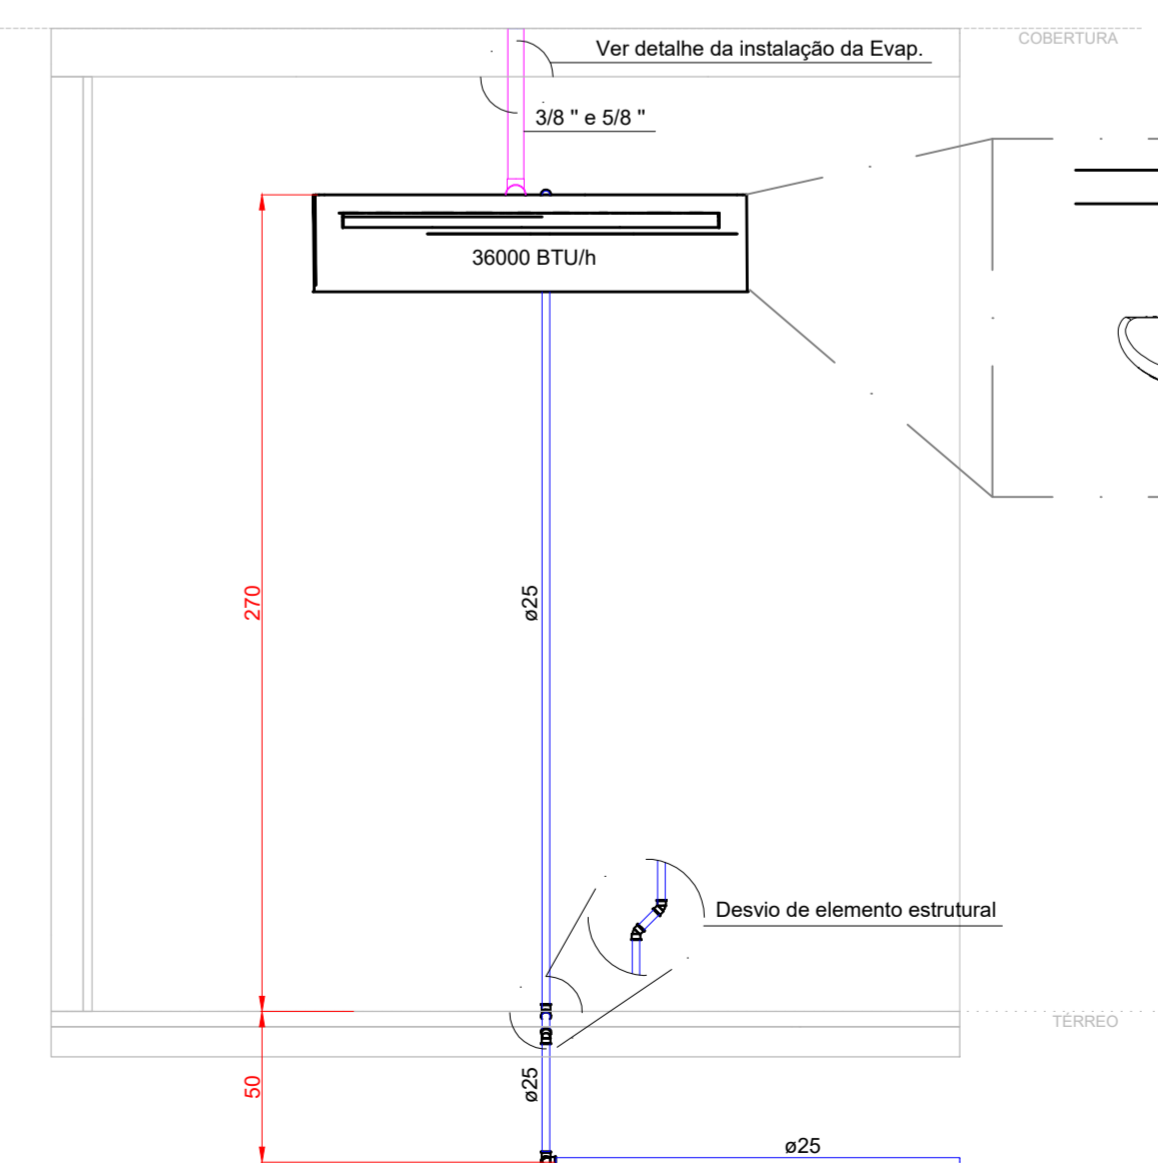 COBERTURA
Ver detalhe da instalação da Evap.
3/8 " e 5/8 "
36000 BTU/h
270
ø25
Desvio de elemento estrutural
TÉRREO
50
ø25
ø25